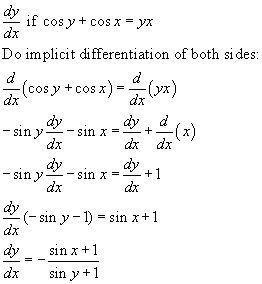 dy/dx if cos y + cos x = yx
Do implicit differentiation of both sides:
d/dx (cos y + cos x) = d/dx (yx)
− sin y dy/dx − sin x = dy/dx + d/dx (x)
− sin y dy/dx − sin x = dy/dx + 1
dy/dx (− sin y − 1) = sin x + 1
dy/dx = − (sin x + 1)/(sin y + 1)